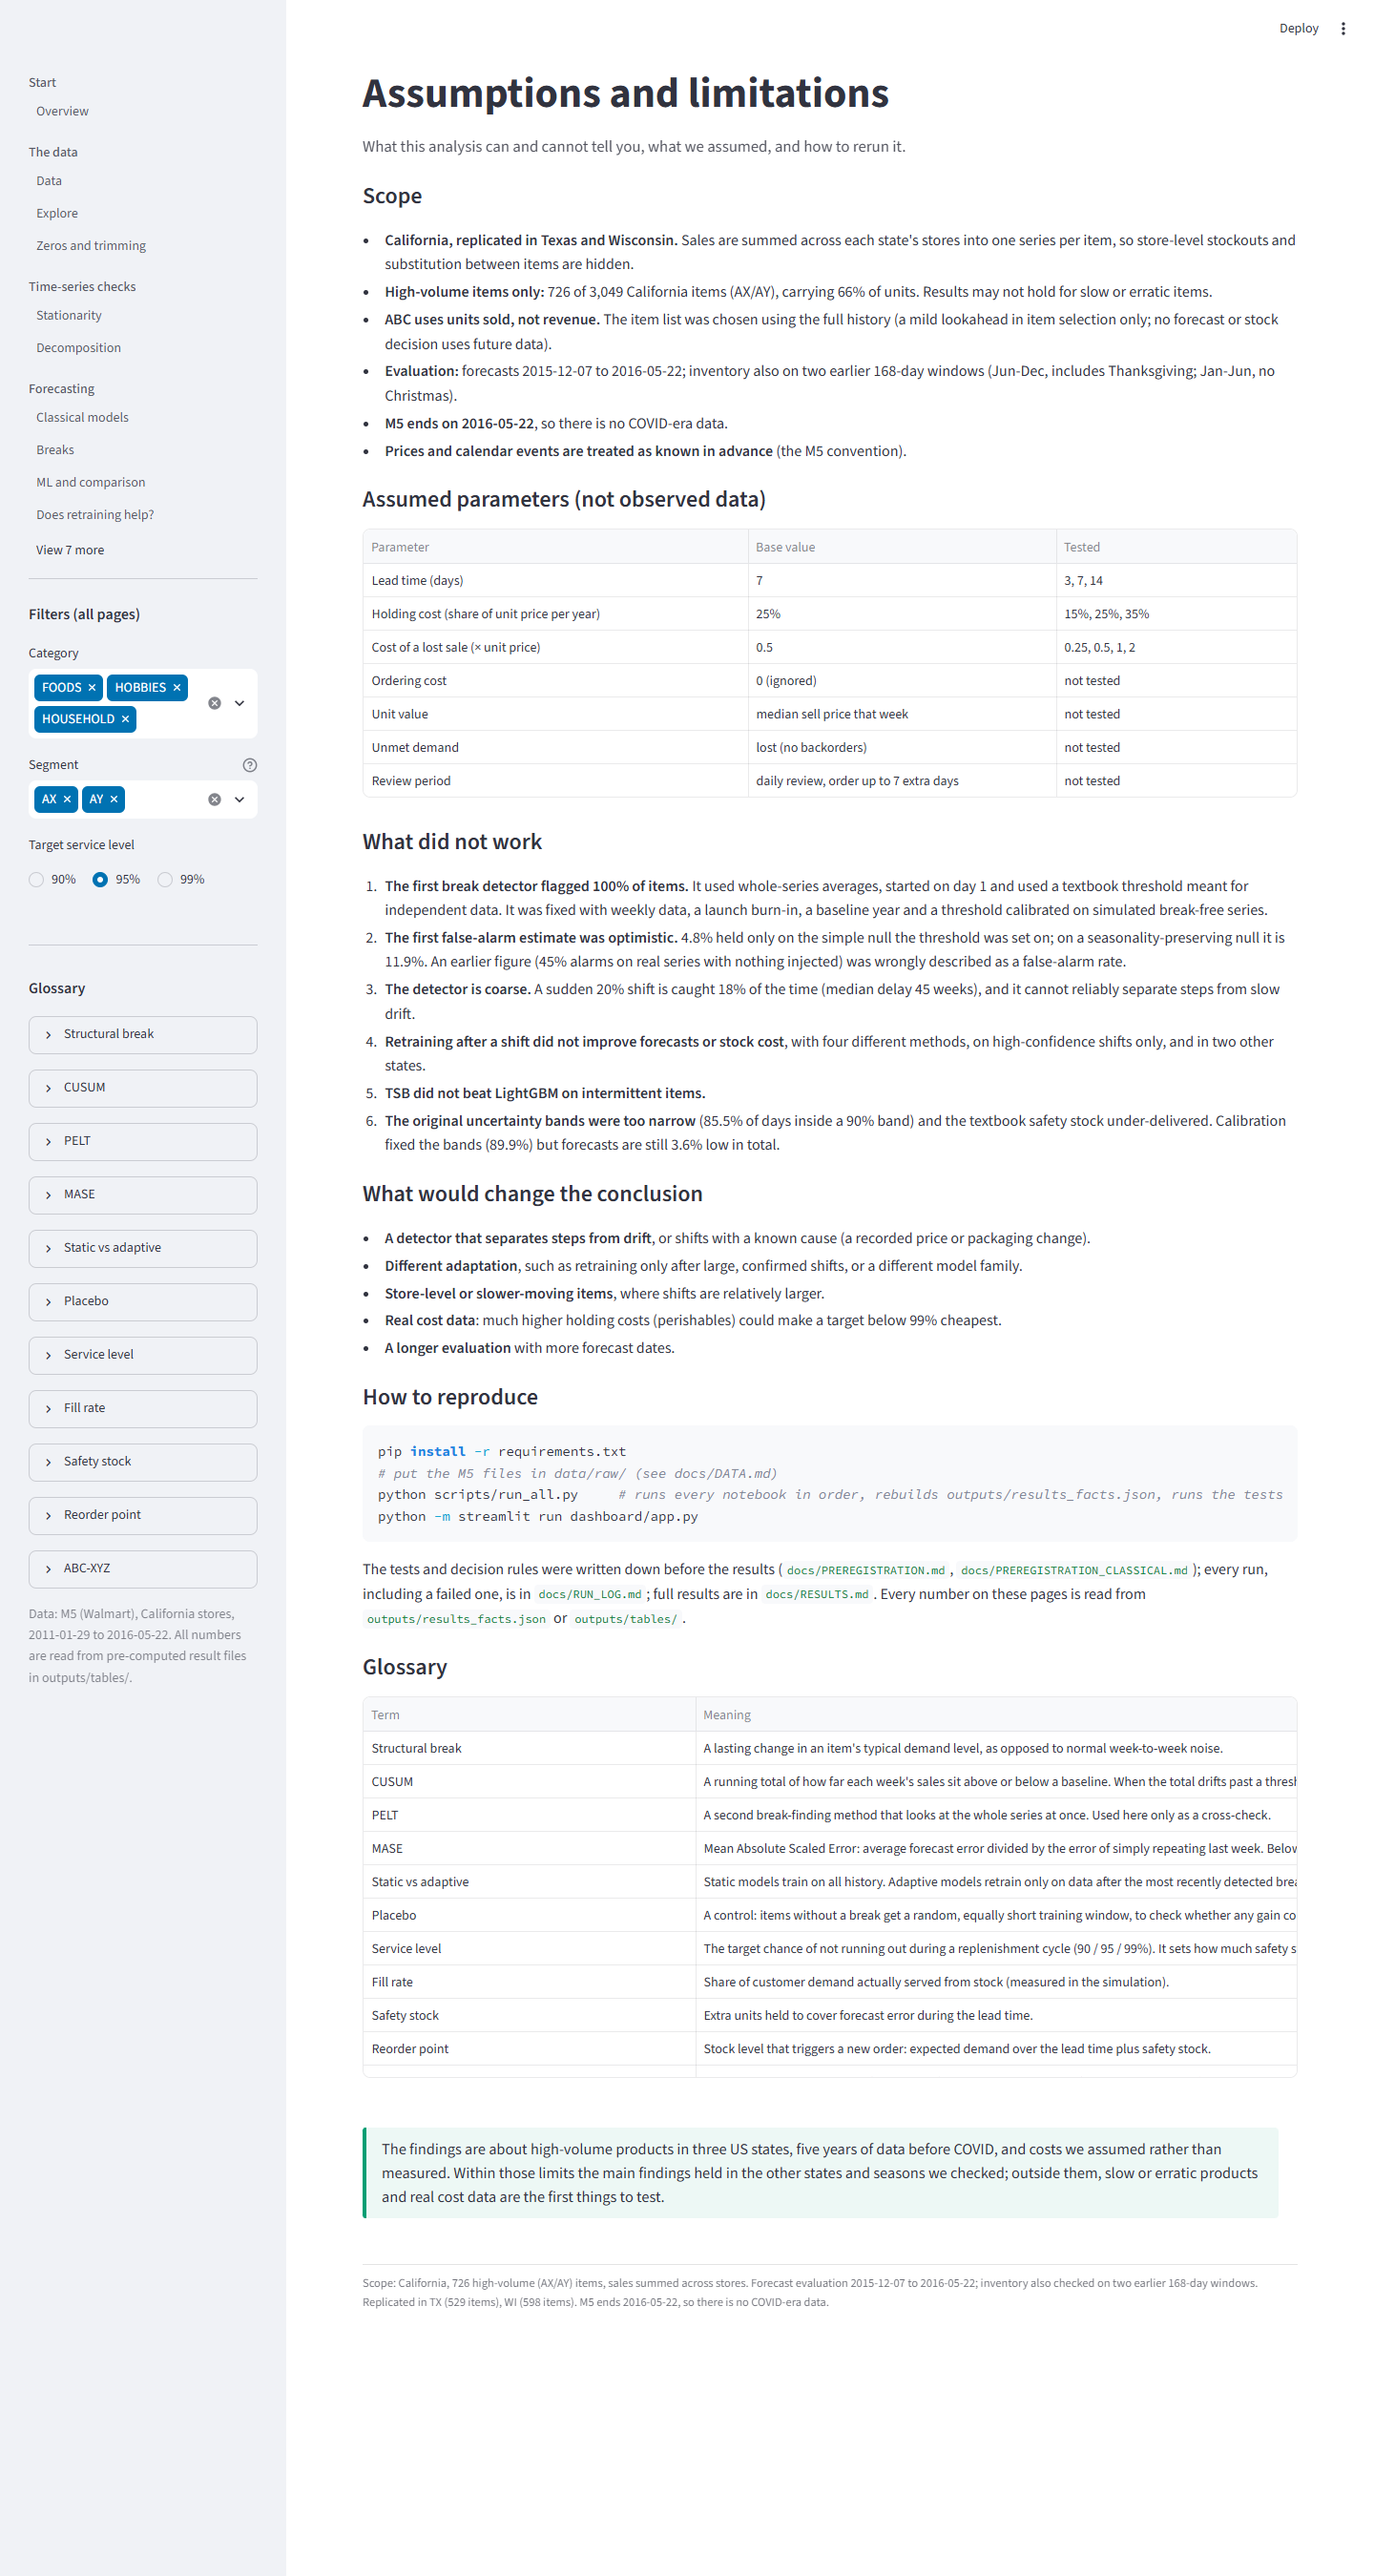 Deploy
Start
Overview
The data
Data
Explore
Zeros and trimming
Time-series checks
Stationarity
Decomposition
Forecasting
Classical models
Breaks
ML and comparison
Does retraining help?
View 7 more
Filters (all pages)
Category
FOODS × HOBBIES ×
HOUSEHOLD ×
Segment
AX × AY ×
Target service level
90% 95% 99%
Glossary
Structural break
CUSUM
PELT
MASE
Static vs adaptive
Placebo
Service level
Fill rate
Safety stock
Reorder point
ABC-XYZ
Data: M5 (Walmart), California stores,
2011-01-29 to 2016-05-22. All numbers
are read from pre-computed result files
in outputs/tables/.
Assumptions and limitations
What this analysis can and cannot tell you, what we assumed, and how to rerun it.
Scope
• California, replicated in Texas and Wisconsin. Sales are summed across each state's stores into one series per item, so store-level stockouts and
substitution between items are hidden.
• High-volume items only: 726 of 3,049 California items (AX/AY), carrying 66% of units. Results may not hold for slow or erratic items.
• ABC uses units sold, not revenue. The item list was chosen using the full history (a mild lookahead in item selection only; no forecast or stock
decision uses future data).
• Evaluation: forecasts 2015-12-07 to 2016-05-22; inventory also on two earlier 168-day windows (Jun-Dec, includes Thanksgiving; Jan-Jun, no
Christmas).
• M5 ends on 2016-05-22, so there is no COVID-era data.
• Prices and calendar events are treated as known in advance (the M5 convention).
Assumed parameters (not observed data)
Parameter Base value Tested
Lead time (days) 7 3, 7, 14
Holding cost (share of unit price per year) 25% 15%, 25%, 35%
Cost of a lost sale (× unit price) 0.5 0.25, 0.5, 1, 2
Ordering cost 0 (ignored) not tested
Unit value median sell price that week not tested
Unmet demand lost (no backorders) not tested
Review period daily review, order up to 7 extra days not tested
What did not work
1. The first break detector flagged 100% of items. It used whole-series averages, started on day 1 and used a textbook threshold meant for
independent data. It was fixed with weekly data, a launch burn-in, a baseline year and a threshold calibrated on simulated break-free series.
2. The first false-alarm estimate was optimistic. 4.8% held only on the simple null the threshold was set on; on a seasonality-preserving null it is
11.9%. An earlier figure (45% alarms on real series with nothing injected) was wrongly described as a false-alarm rate.
3. The detector is coarse. A sudden 20% shift is caught 18% of the time (median delay 45 weeks), and it cannot reliably separate steps from slow
drift.
4. Retraining after a shift did not improve forecasts or stock cost, with four different methods, on high-confidence shifts only, and in two other
states.
5. TSB did not beat LightGBM on intermittent items.
6. The original uncertainty bands were too narrow (85.5% of days inside a 90% band) and the textbook safety stock under-delivered. Calibration
fixed the bands (89.9%) but forecasts are still 3.6% low in total.
What would change the conclusion
• A detector that separates steps from drift, or shifts with a known cause (a recorded price or packaging change).
• Different adaptation, such as retraining only after large, confirmed shifts, or a different model family.
• Store-level or slower-moving items, where shifts are relatively larger.
• Real cost data: much higher holding costs (perishables) could make a target below 99% cheapest.
• A longer evaluation with more forecast dates.
How to reproduce
pip install -r requirements.txt
# put the M5 files in data/raw/ (see docs/DATA.md)
python scripts/run_all.py # runs every notebook in order, rebuilds outputs/results_facts.json, runs the tests
python -m streamlit run dashboard/app.py
The tests and decision rules were written down before the results ( docs/PREREGISTRATION.md , docs/PREREGISTRATION_CLASSICAL.md ); every run,
including a failed one, is in docs/RUN_LOG.md ; full results are in docs/RESULTS.md . Every number on these pages is read from
outputs/results_facts.json or outputs/tables/ .
Glossary
Term Meaning
Structural break A lasting change in an item's typical demand level, as opposed to normal week-to-week noise.
CUSUM A running total of how far each week's sales sit above or below a baseline. When the total drifts past a thresh
PELT A second break-finding method that looks at the whole series at once. Used here only as a cross-check.
MASE Mean Absolute Scaled Error: average forecast error divided by the error of simply repeating last week. Below
Static vs adaptive Static models train on all history. Adaptive models retrain only on data after the most recently detected brea
Placebo A control: items without a break get a random, equally short training window, to check whether any gain co
Service level The target chance of not running out during a replenishment cycle (90 / 95 / 99%). It sets how much safety s
Fill rate Share of customer demand actually served from stock (measured in the simulation).
Safety stock Extra units held to cover forecast error during the lead time.
Reorder point Stock level that triggers a new order: expected demand over the lead time plus safety stock.
The findings are about high-volume products in three US states, five years of data before COVID, and costs we assumed rather than
measured. Within those limits the main findings held in the other states and seasons we checked; outside them, slow or erratic products
and real cost data are the first things to test.
Scope: California, 726 high-volume (AX/AY) items, sales summed across stores. Forecast evaluation 2015-12-07 to 2016-05-22; inventory also checked on two earlier 168-day windows.
Replicated in TX (529 items), WI (598 items). M5 ends 2016-05-22, so there is no COVID-era data.